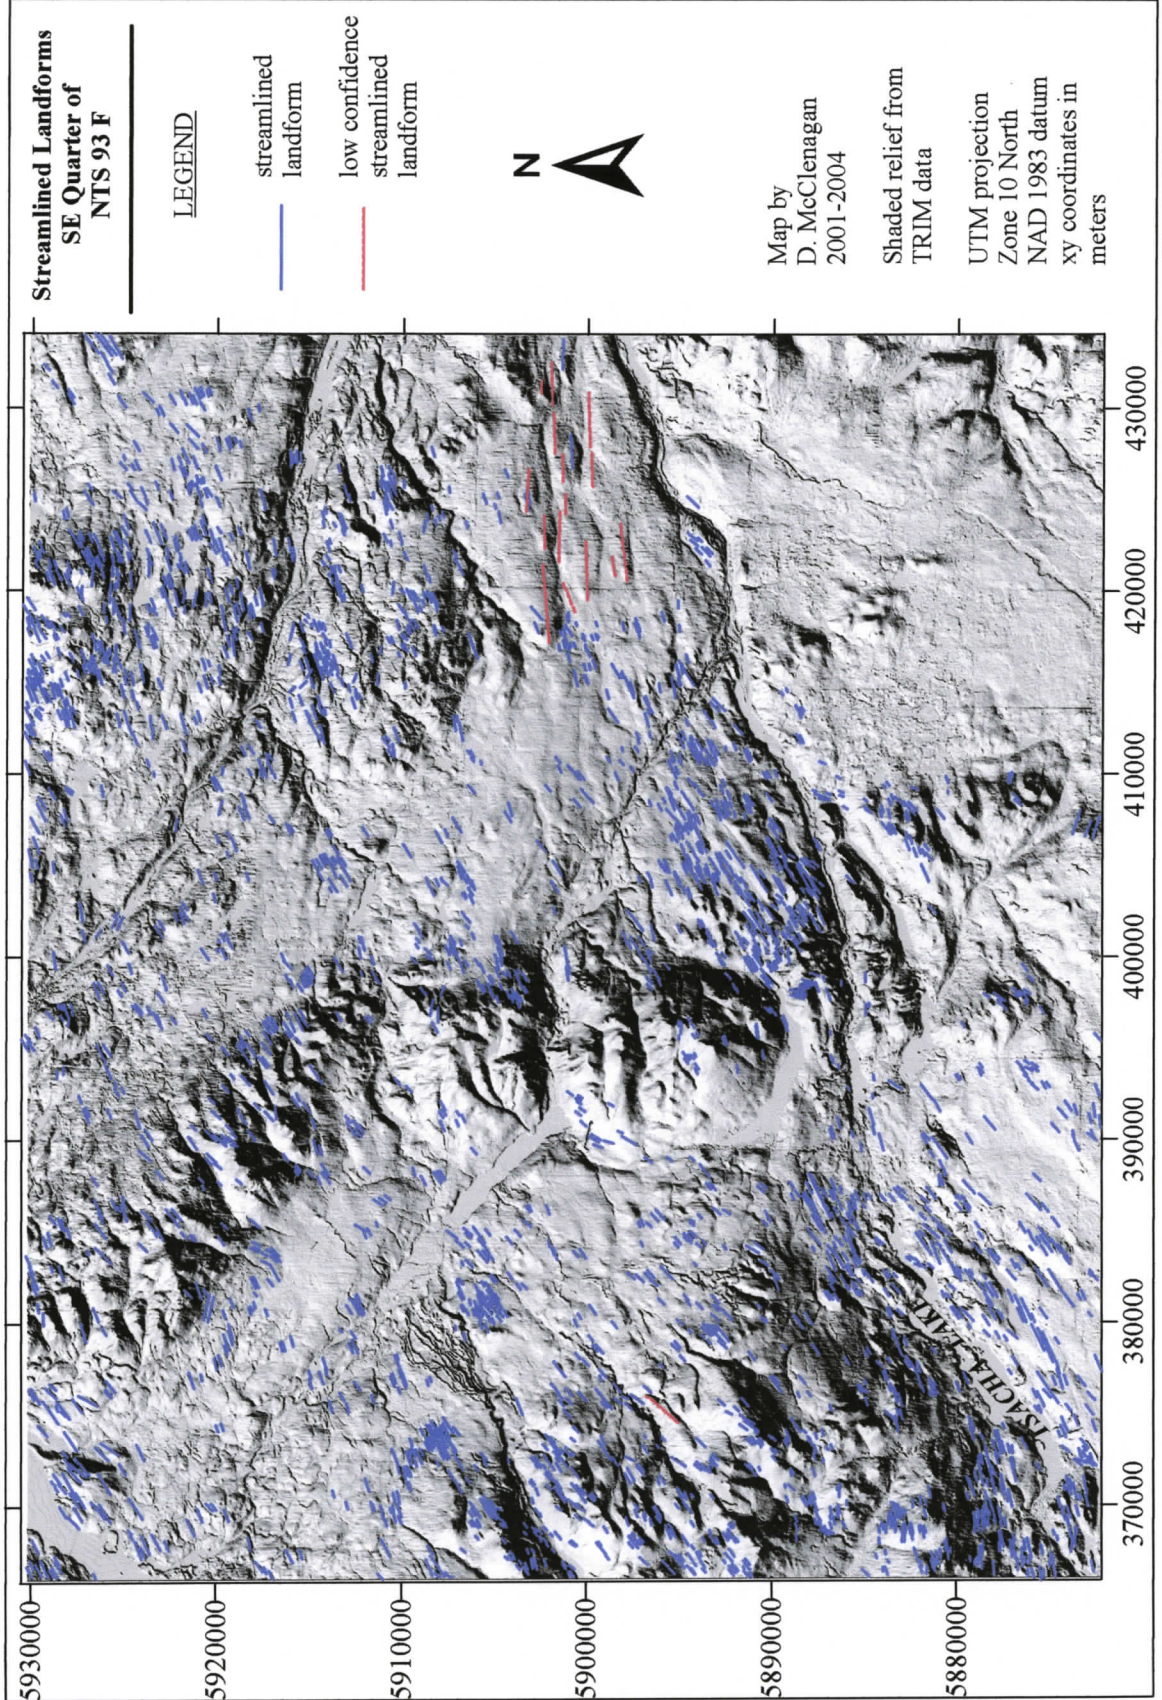 Streamlined Landforms
SE Quarter of
NTS 93 F
LEGEND
streamlined
landform
low confidence
streamlined
landform
N
Map by
D. McClenagan
2001-2004
Shaded relief from
TRIM data
UTM projection
Zone 10 North
NAD 1983 datum
xy coordinates in
meters
5930000
5920000
5910000
5900000
5890000
5880000
370000
380000
390000
400000
410000
420000
430000
TSACHA LAKE